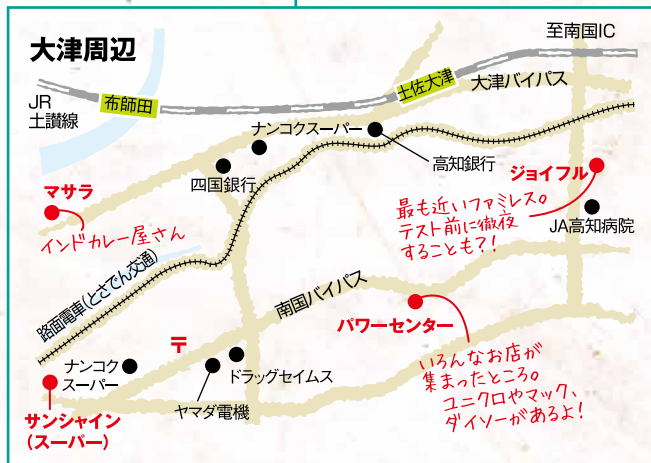 大津周辺
至南国IC
JR
土讃線
布師田
土佐大津
大津バイパス
ナンコクスーパー
高知銀行
四国銀行
ジョイフル
マサラ
インドカレー屋さん
最も近いファミレス。
テスト前に徹夜
することも?!
JA高知病院
路面電車(とさでん交通)
南国バイパス
パワーセンター
〒
ナンコク
スーパー
ドラッグセイムス
ヤマダ電機
いろんなお店が
集まったところ。
ユニクロやマック、
ダイソーがあるよ!
サンシャイン
(スーパー)